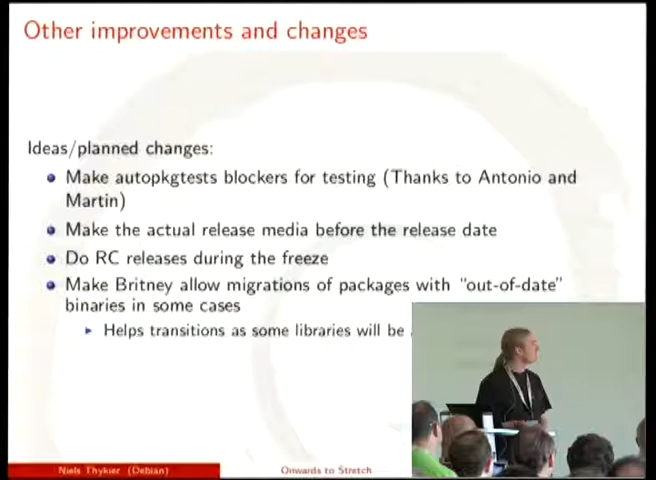 Other improvements and changes
Ideas/planned changes:
Make autopkgtests blockers for testing (Thanks to Antonio and
Martin)
Make the actual release media before the release date
Do RC releases during the freeze
Make Britney allow migrations of packages with "out-of-date"
binaries in some cases
Helps transitions as some libraries will be
Niels Thykier (Debian)
Onwards to Stretch